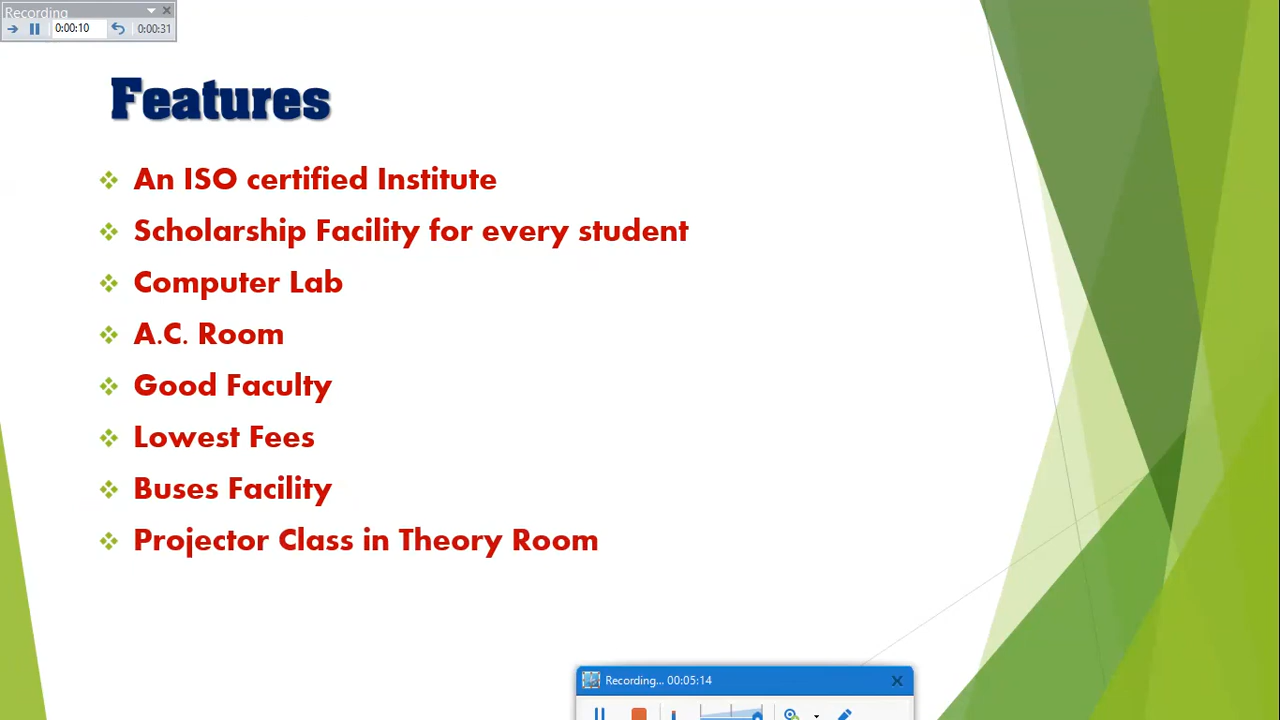 Recording
0:00:10 0:00:31
Features
An ISO certified Institute
Scholarship Facility for every student
Computer Lab
A.C. Room
Good Faculty
Lowest Fees
Buses Facility
Projector Class in Theory Room
Recording... 00:05:14